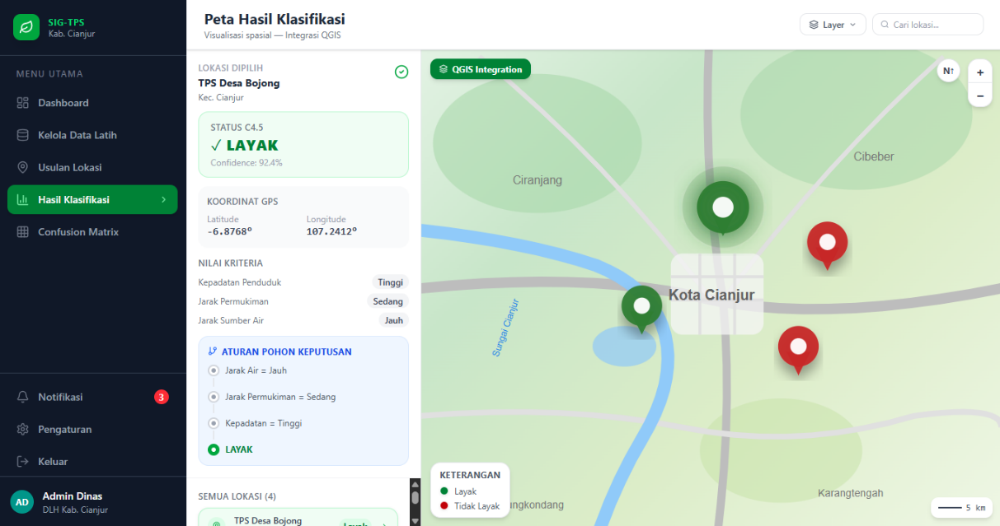 SIG-TPS
Kab. Cianjur
MENU UTAMA
Dashboard
Kelola Data Latih
Usulan Lokasi
Hasil Klasifikasi
Confusion Matrix
Notifikasi
3
Pengaturan
Keluar
AD
Admin Dinas
DLH Kab. Cianjur
Peta Hasil Klasifikasi
Visualisasi spasial — Integrasi QGIS
Layer
Cari lokasi...
LOKASI DIPILIH
TPS Desa Bojong
Kec. Cianjur
STATUS C4.5
✓ LAYAK
Confidence: 92.4%
KOORDINAT GPS
Latitude Longitude
-6.8768° 107.2412°
NILAI KRITERIA
Kepadatan Penduduk Tinggi
Jarak Permukiman Sedang
Jarak Sumber Air Jauh
ATURAN POHON KEPUTUSAN
Jarak Air = Jauh
Jarak Permukiman = Sedang
Kepadatan = Tinggi
LAYAK
SEMUA LOKASI (4)
TPS Desa Bojong
Layak
QGIS Integration
N↑
+
−
Ciranjang
Cibeber
Kota Cianjur
Sungai Cianjur
Karangtengah
ungkondang
KETERANGAN
Layak
Tidak Layak
5 km